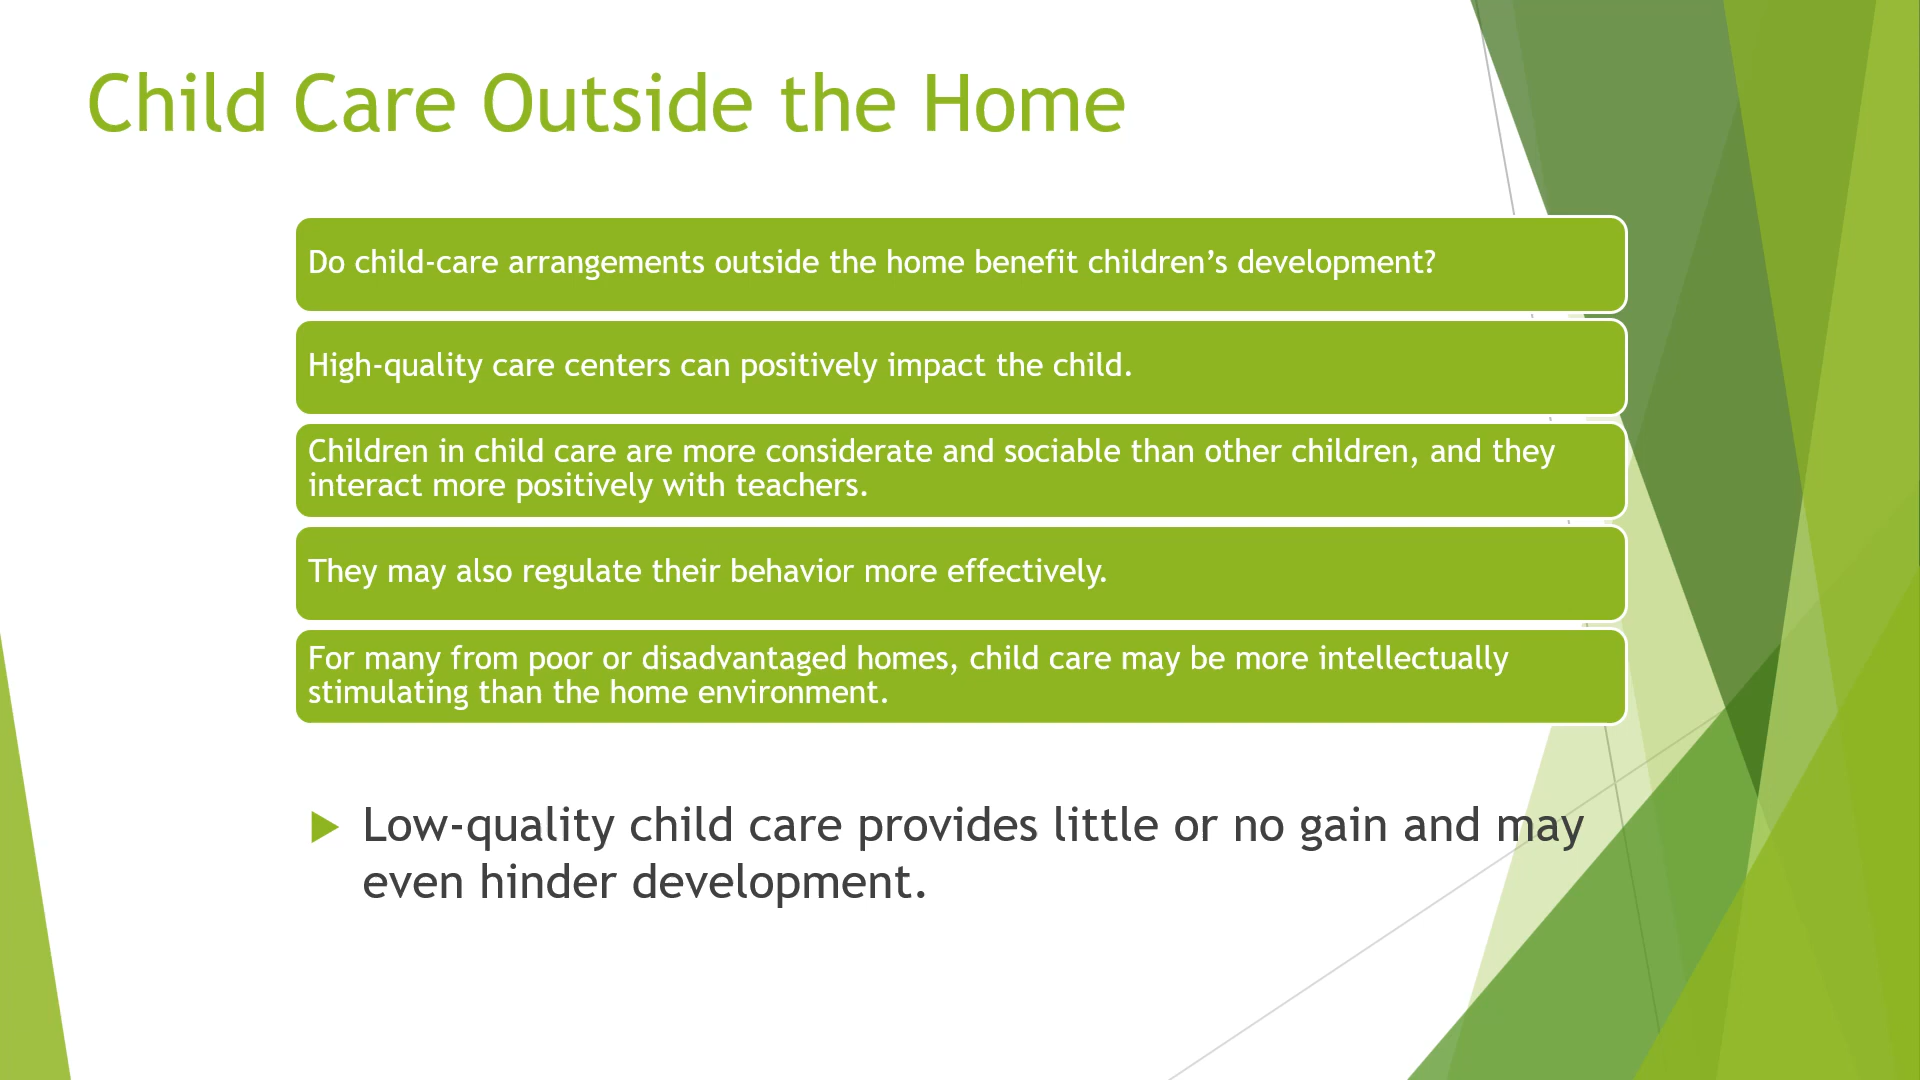 Child Care Outside the Home
Do child-care arrangements outside the home benefit children’s development?
High-quality care centers can positively impact the child.
Children in child care are more considerate and sociable than other children, and they
interact more positively with teachers.
They may also regulate their behavior more effectively.
For many from poor or disadvantaged homes, child care may be more intellectually
stimulating than the home environment.
Low-quality child care provides little or no gain and may
even hinder development.